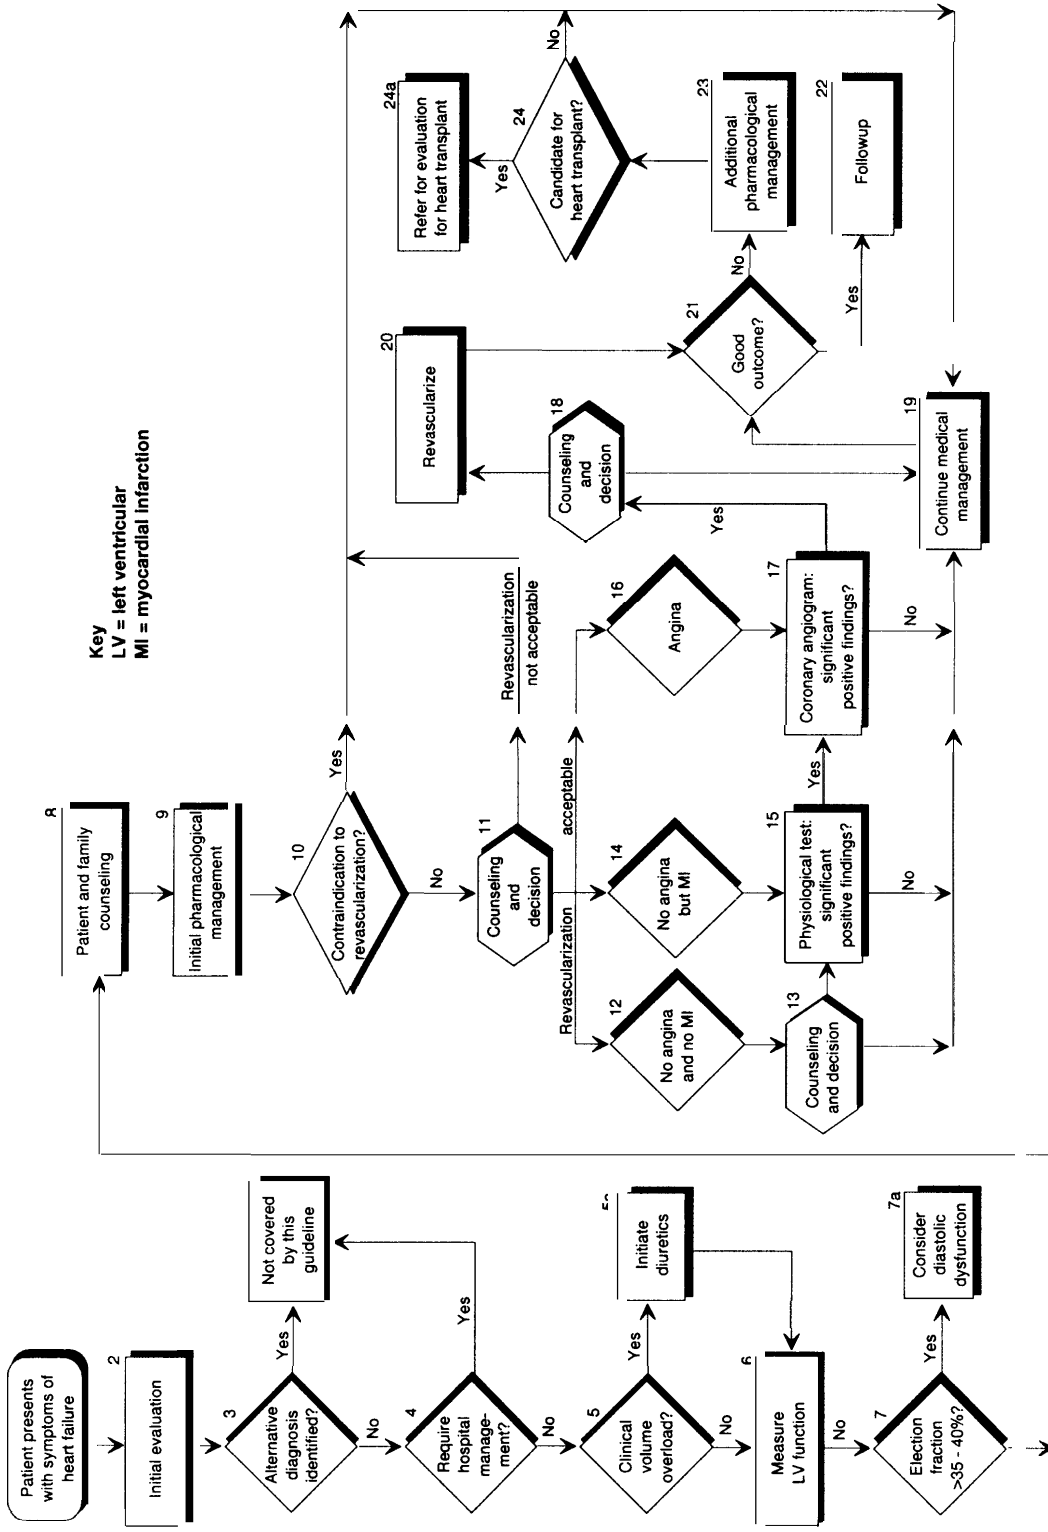 Key
LV = left ventricular
MI = myocardial infarction
Patient presents
with symptoms of
heart failure
2
Initial evaluation
3
Alternative
diagnosis
identified?
Yes
No
Not covered
by this
guideline
4
Require
hospital
manage-
ment?
Yes
No
5
Clinical
volume
overload?
Yes
No
5a
Initiate
diuretics
6
Measure
LV function
No
7
Election
fraction
>35 - 40%?
Yes
7a
Consider
diastolic
dysfunction
8
Patient and family
counseling
9
Initial pharmacological
management
10
Contraindication to
revascularization?
Yes
No
11
Counseling
and
decision
Revascularization
not acceptable
Revascularization
acceptable
12
No angina
and no MI
13
Counseling
and decision
14
No angina
but MI
15
Physiological test:
significant
positive findings?
Yes
No
16
Angina
17
Coronary angiogram:
significant
positive findings?
Yes
No
18
Counseling
and
decision
19
Continue medical
management
20
Revascularize
21
Good
outcome?
No
Yes
22
Followup
23
Additional
pharmacological
management
24
Candidate for
heart transplant?
No
Yes
24a
Refer for evaluation
for heart transplant